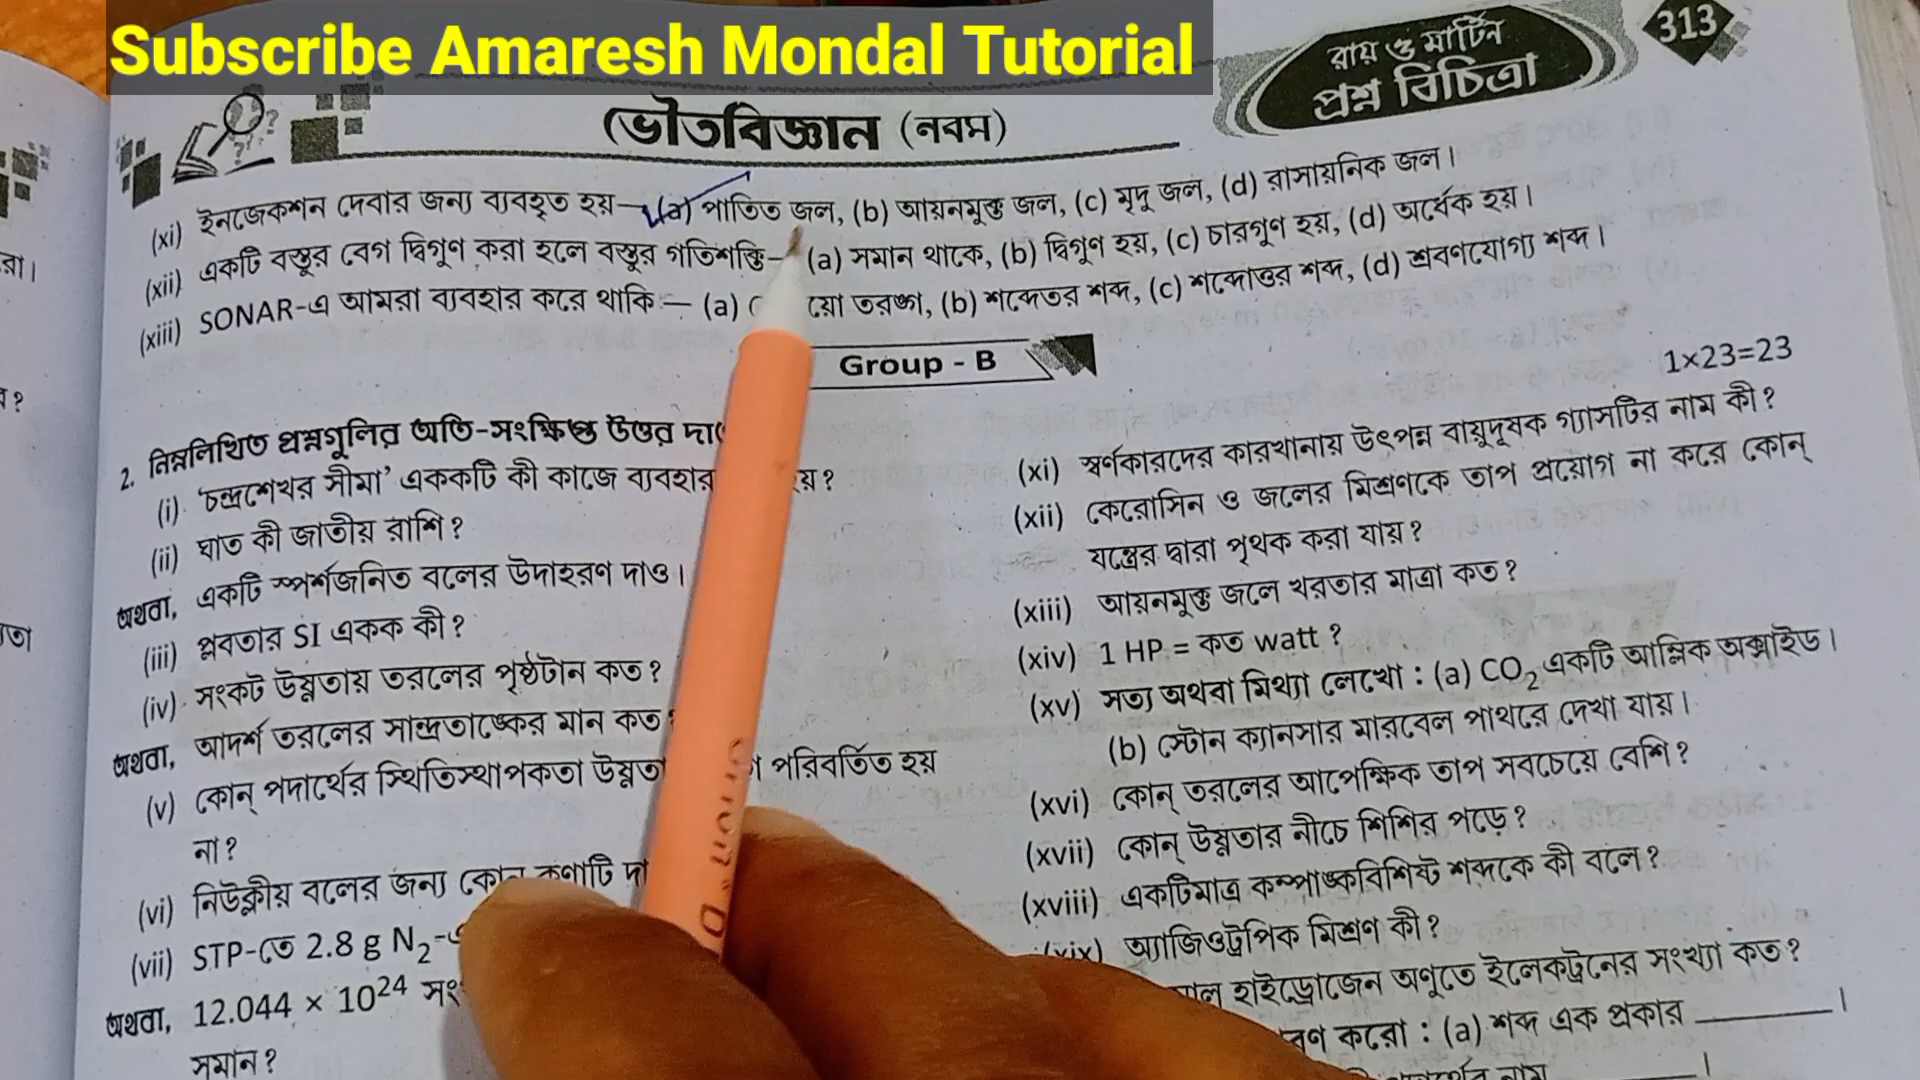 Subscribe Amaresh Mondal Tutorial
রায় ও মার্টিন
প্রশ্ন বিচিত্রা
313
ভৌতবিজ্ঞান (নবম)
(xi) ইনজেকশন দেবার জন্য ব্যবহৃত হয়— (a) পাতিত জল, (b) আয়নমুক্ত জল, (c) মৃদু জল, (d) রাসায়নিক জল।
(xii) একটি বস্তুর বেগ দ্বিগুণ করা হলে বস্তুর গতিশক্তি— (a) সমান থাকে, (b) দ্বিগুণ হয়, (c) চারগুণ হয়, (d) অর্ধেক হয়।
(xiii) SONAR-এ আমরা ব্যবহার করে থাকি — (a) য়ো তরঙ্গ, (b) শব্দেতর শব্দ, (c) শব্দোত্তর শব্দ, (d) শ্রবণযোগ্য শব্দ।
Group - B
1×23=23
2. নিম্নলিখিত প্রশ্নগুলির অতি-সংক্ষিপ্ত উত্তর দাও
(i) 'চন্দ্রশেখর সীমা' এককটি কী কাজে ব্যবহার য়?
(ii) ঘাত কী জাতীয় রাশি?
অথবা, একটি স্পর্শজনিত বলের উদাহরণ দাও।
(iii) প্লবতার SI একক কী?
(iv) সংকট উষ্ণতায় তরলের পৃষ্ঠটান কত?
অথবা, আদর্শ তরলের সান্দ্রতাঙ্কের মান কত?
(v) কোন্ পদার্থের স্থিতিস্থাপকতা উষ্ণতা পরিবর্তিত হয়
না?
(vi) নিউক্লীয় বলের জন্য কোন্ কণাটি দা
(vii) STP-তে 2.8 g N₂-এ
অথবা, 12.044 × 10²⁴ সং
সমান?
(xi) স্বর্ণকারদের কারখানায় উৎপন্ন বায়ুদূষক গ্যাসটির নাম কী?
(xii) কেরোসিন ও জলের মিশ্রণকে তাপ প্রয়োগ না করে কোন্
যন্ত্রের দ্বারা পৃথক করা যায়?
(xiii) আয়নমুক্ত জলে খরতার মাত্রা কত?
(xiv) 1 HP = কত watt ?
(xv) সত্য অথবা মিথ্যা লেখো : (a) CO₂ একটি আম্লিক অক্সাইড।
(b) স্টোন ক্যানসার মারবেল পাথরে দেখা যায়।
(xvi) কোন্ তরলের আপেক্ষিক তাপ সবচেয়ে বেশি?
(xvii) কোন্ উষ্ণতার নীচে শিশির পড়ে?
(xviii) একটিমাত্র কম্পাঙ্কবিশিষ্ট শব্দকে কী বলে?
(xix) অ্যাজিওট্রপিক মিশ্রণ কী?
হাইড্রোজেন অণুতে ইলেকট্রনের সংখ্যা কত?
রণ করো : (a) শব্দ এক প্রকার ______।